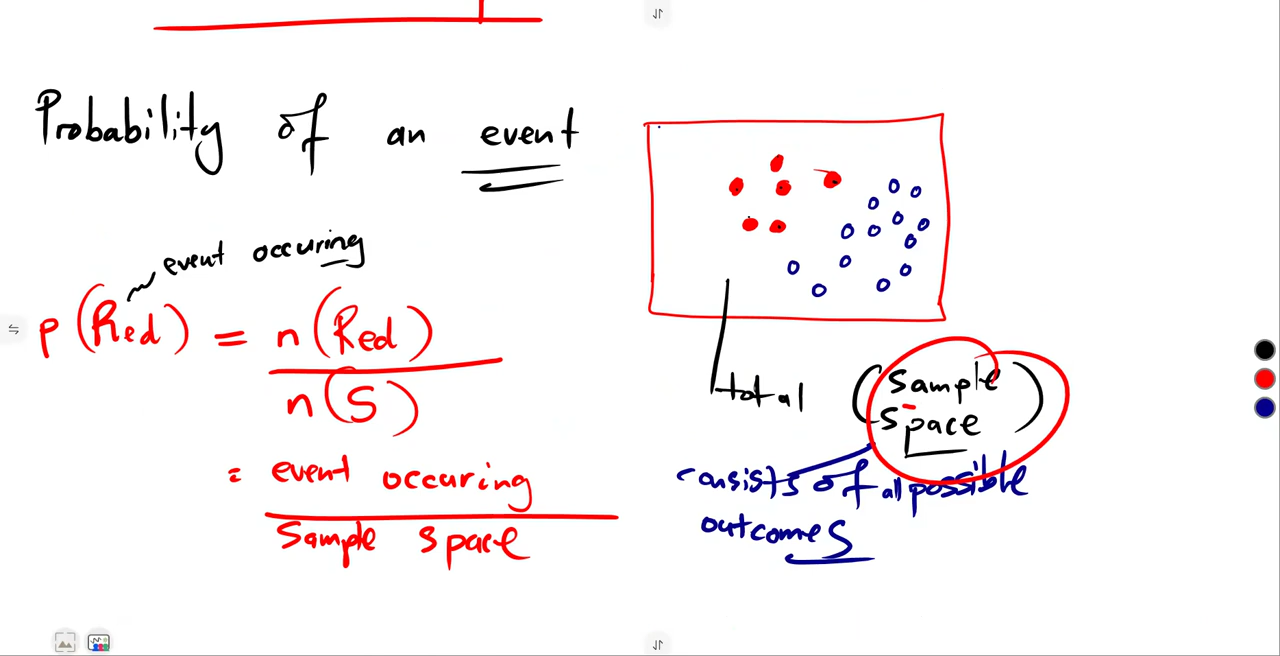 Probability of an event
event occuring
P(Red) = n(Red)
n(S)
= event occuring
Sample space
total (Sample
Space)
consists of all possible
outcomes